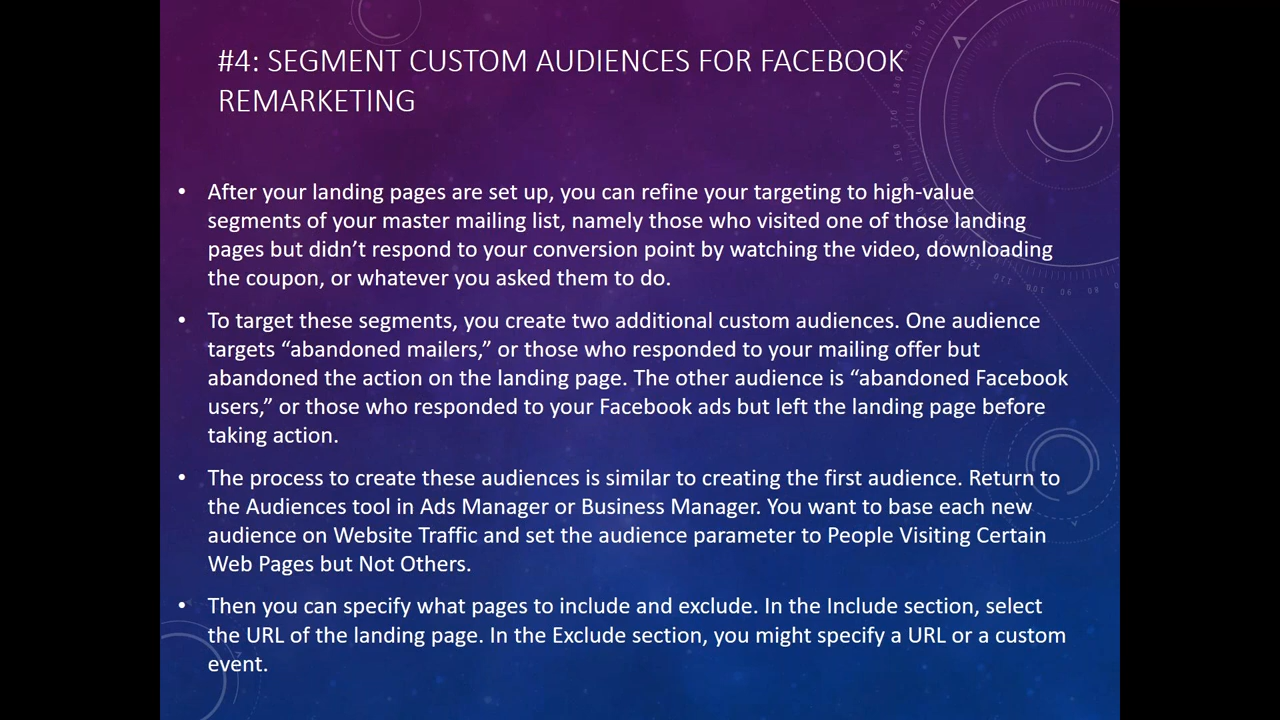 #4: SEGMENT CUSTOM AUDIENCES FOR FACEBOOK
REMARKETING
• After your landing pages are set up, you can refine your targeting to high-value
segments of your master mailing list, namely those who visited one of those landing
pages but didn’t respond to your conversion point by watching the video, downloading
the coupon, or whatever you asked them to do.
• To target these segments, you create two additional custom audiences. One audience
targets “abandoned mailers,” or those who responded to your mailing offer but
abandoned the action on the landing page. The other audience is “abandoned Facebook
users,” or those who responded to your Facebook ads but left the landing page before
taking action.
• The process to create these audiences is similar to creating the first audience. Return to
the Audiences tool in Ads Manager or Business Manager. You want to base each new
audience on Website Traffic and set the audience parameter to People Visiting Certain
Web Pages but Not Others.
• Then you can specify what pages to include and exclude. In the Include section, select
the URL of the landing page. In the Exclude section, you might specify a URL or a custom
event.